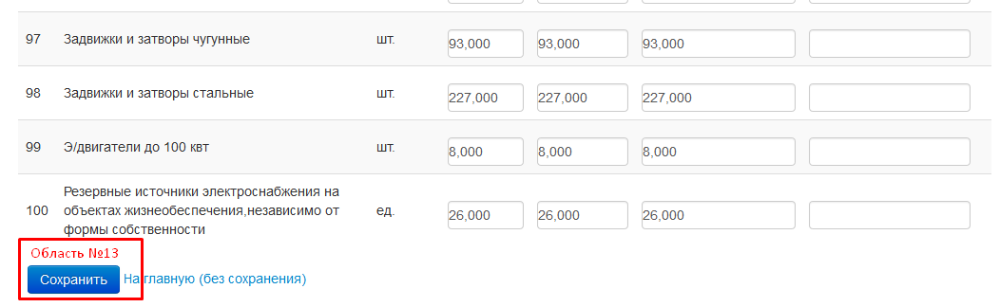 97 Задвижки и затворы чугунные шт. 93,000 93,000 93,000
98 Задвижки и затворы стальные шт. 227,000 227,000 227,000
99 Э/двигатели до 100 квт шт. 8,000 8,000 8,000
Резервные источники электроснабжения на
100 объектах жизнеобеспечения,независимо от ед. 26,000 26,000 26,000
формы собственности
Область №13
Сохранить На главную (без сохранения)